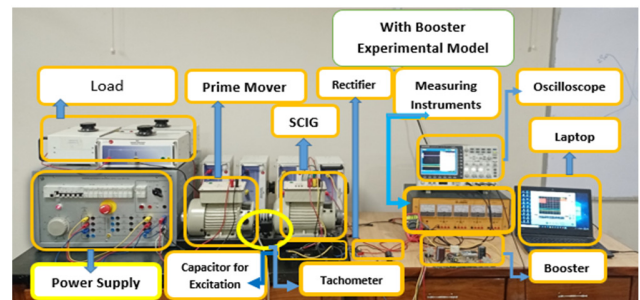 With Booster
Experimental Model
Load
Prime Mover
Rectifier
Measuring
Instruments
Oscilloscope
SCIG
Laptop
Power Supply
Capacitor for
Excitation
Tachometer
Booster